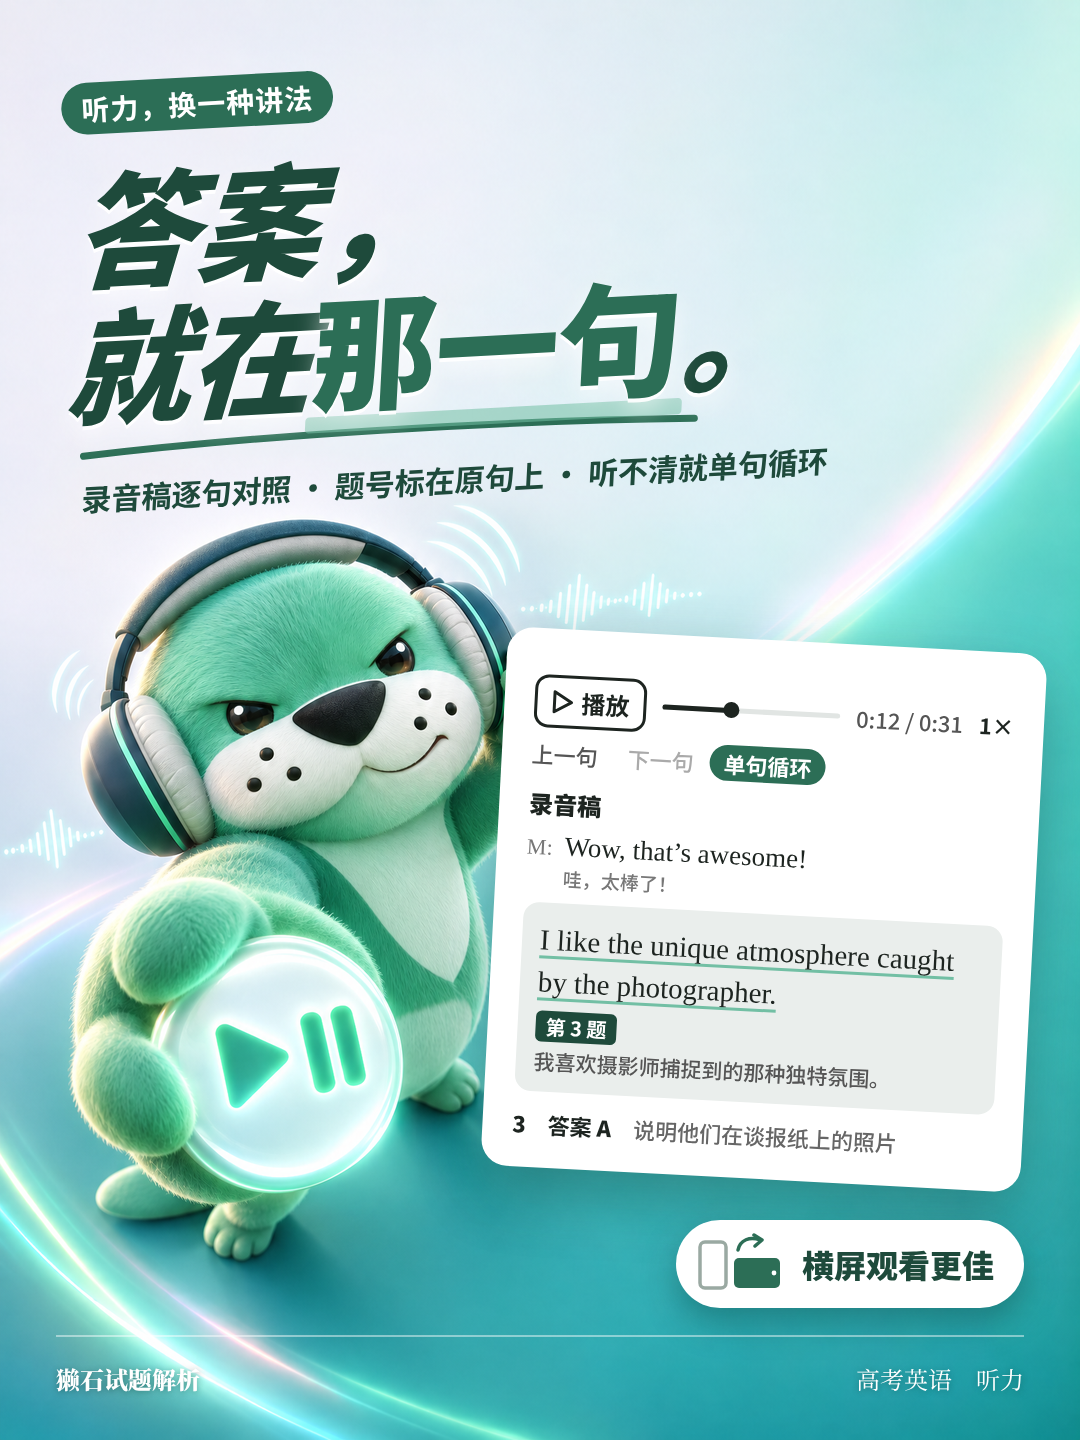 听力，换一种讲法
答案，
就在那一句。
录音稿逐句对照 · 题号标在原句上 · 听不清就单句循环
播放 0:12 / 0:31 1×
上一句 下一句 单句循环
录音稿
M: Wow, that’s awesome!
哇，太棒了！
I like the unique atmosphere caught
by the photographer.
第 3 题
我喜欢摄影师捕捉到的那种独特氛围。
3 答案 A 说明他们在谈报纸上的照片
横屏观看更佳
獭石试题解析
高考英语 听力